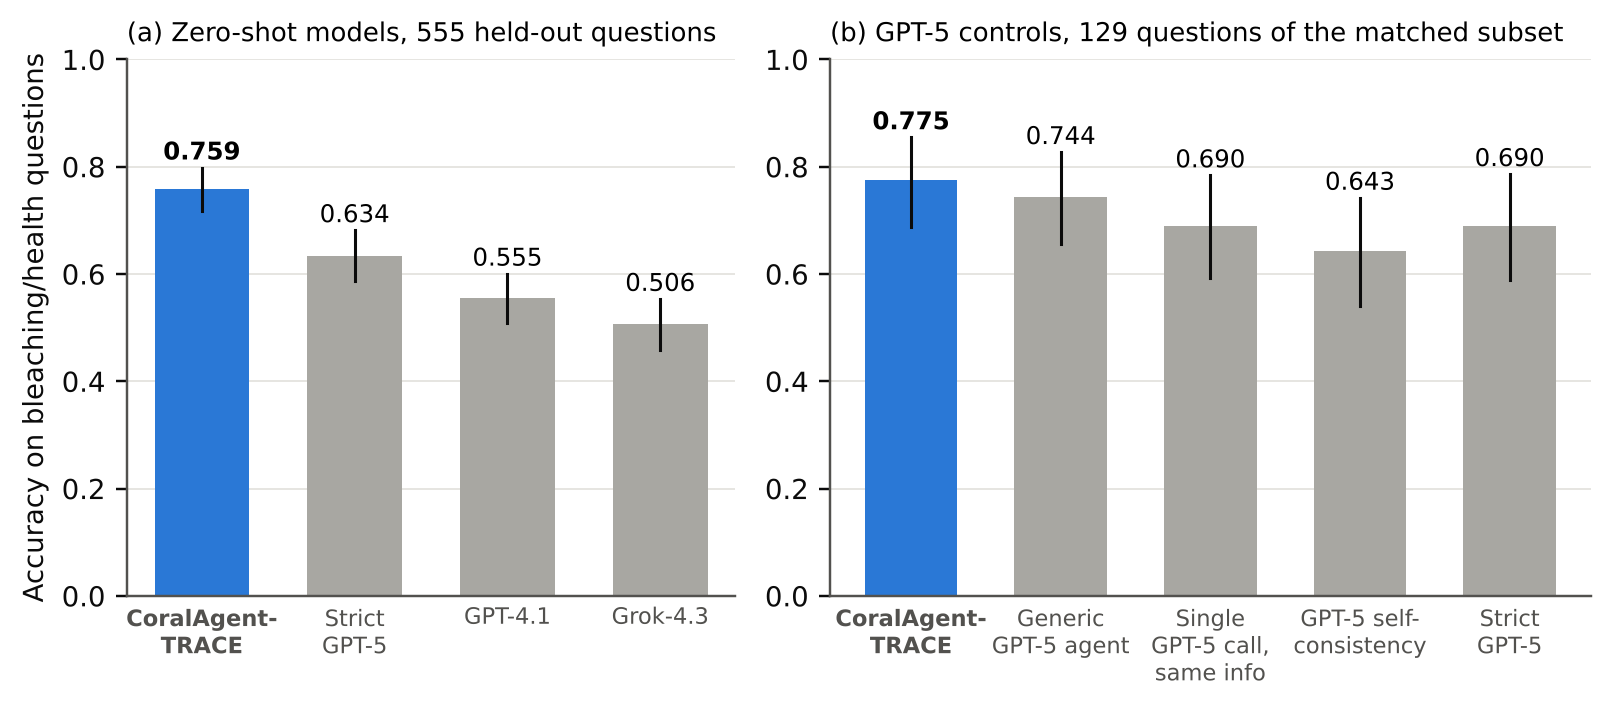 (a) Zero-shot models, 555 held-out questions
Accuracy on bleaching/health questions
1.0
0.8
0.6
0.4
0.2
0.0
0.759
0.634
0.555
0.506
CoralAgent-
TRACE
Strict
GPT-5
GPT-4.1
Grok-4.3
(b) GPT-5 controls, 129 questions of the matched subset
1.0
0.8
0.6
0.4
0.2
0.0
0.775
0.744
0.690
0.643
0.690
CoralAgent-
TRACE
Generic
GPT-5 agent
Single
GPT-5 call,
same info
GPT-5 self-
consistency
Strict
GPT-5